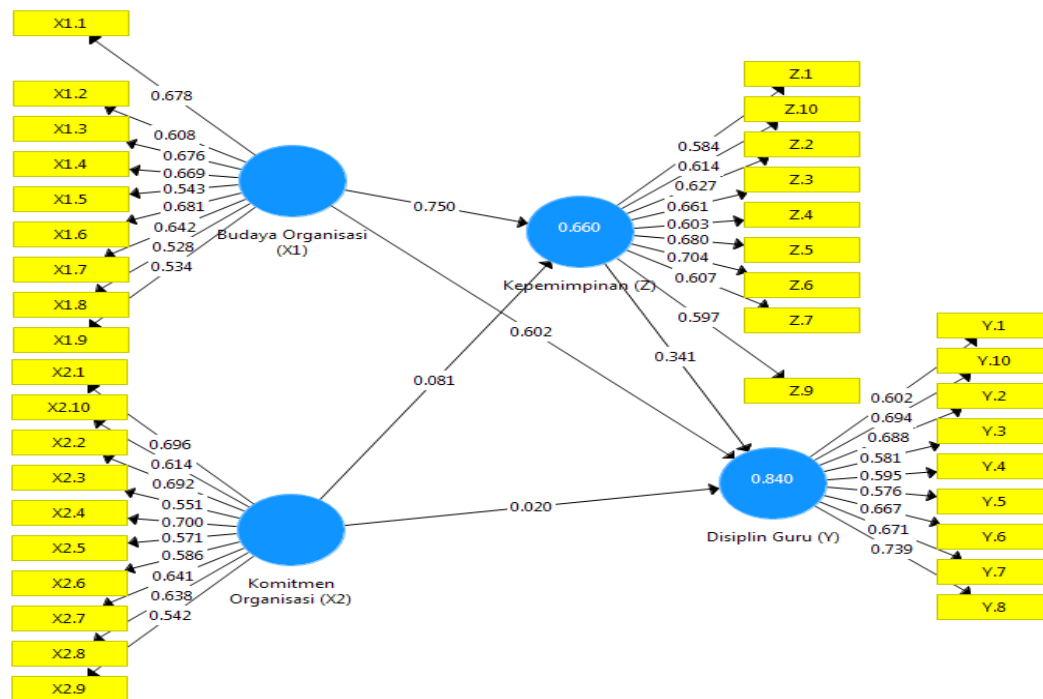 X1.1
X1.2
X1.3
X1.4
X1.5
X1.6
X1.7
X1.8
X1.9
0.678
0.608
0.676
0.669
0.543
0.681
0.642
0.528
0.534
Budaya Organisasi
(X1)
X2.1
X2.10
X2.2
X2.3
X2.4
X2.5
X2.6
X2.7
X2.8
X2.9
0.696
0.614
0.692
0.551
0.700
0.571
0.586
0.641
0.638
0.542
Komitmen
Organisasi (X2)
0.750
0.602
0.081
0.020
0.660
Kepemimpinan (Z)
0.341
0.584
0.614
0.627
0.661
0.603
0.680
0.704
0.607
0.597
Z.1
Z.10
Z.2
Z.3
Z.4
Z.5
Z.6
Z.7
Z.9
0.840
Disiplin Guru (Y)
0.602
0.694
0.688
0.581
0.595
0.576
0.667
0.671
0.739
Y.1
Y.10
Y.2
Y.3
Y.4
Y.5
Y.6
Y.7
Y.8